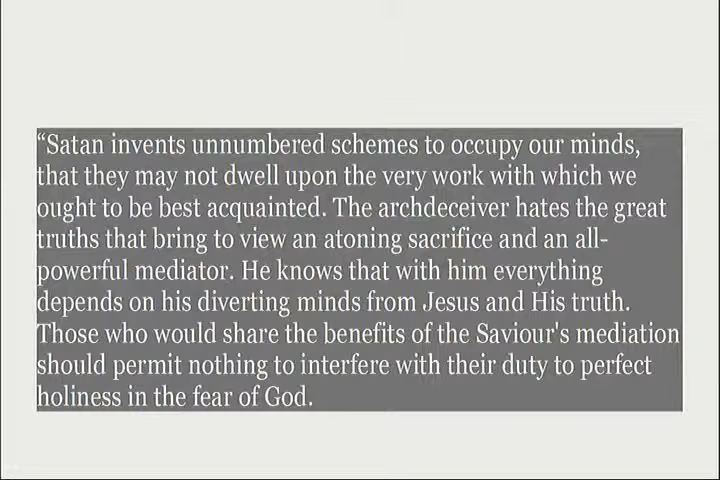 “Satan invents unnumbered schemes to occupy our minds,
that they may not dwell upon the very work with which we
ought to be best acquainted. The archdeceiver hates the great
truths that bring to view an atoning sacrifice and an all-
powerful mediator. He knows that with him everything
depends on his diverting minds from Jesus and His truth.
Those who would share the benefits of the Saviour's mediation
should permit nothing to interfere with their duty to perfect
holiness in the fear of God.